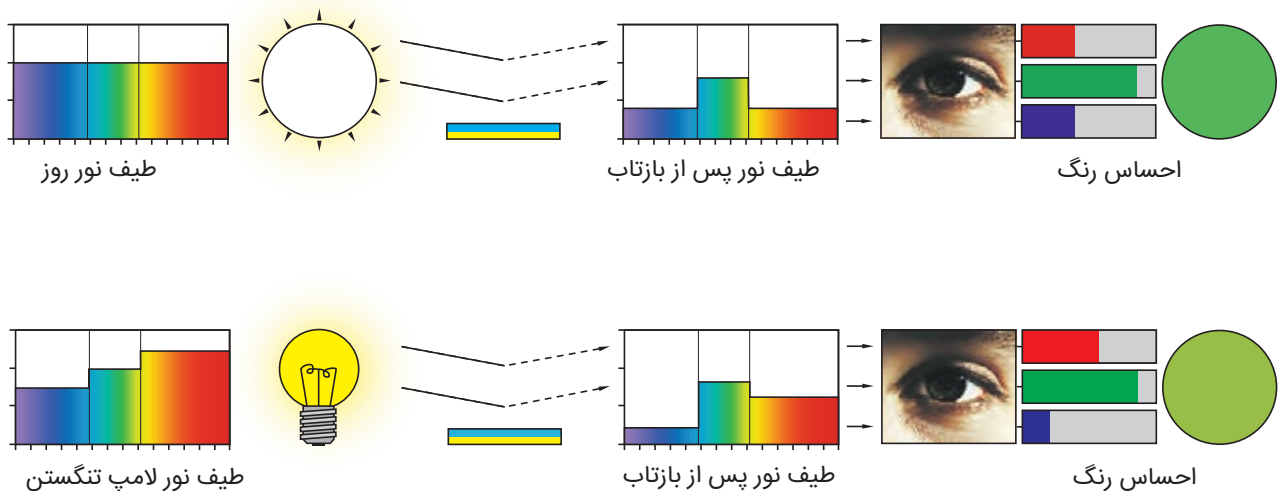 طیف نور روز
طیف نور پس از بازتاب
احساس رنگ
طیف نور لامپ تنگستن
طیف نور پس از بازتاب
احساس رنگ